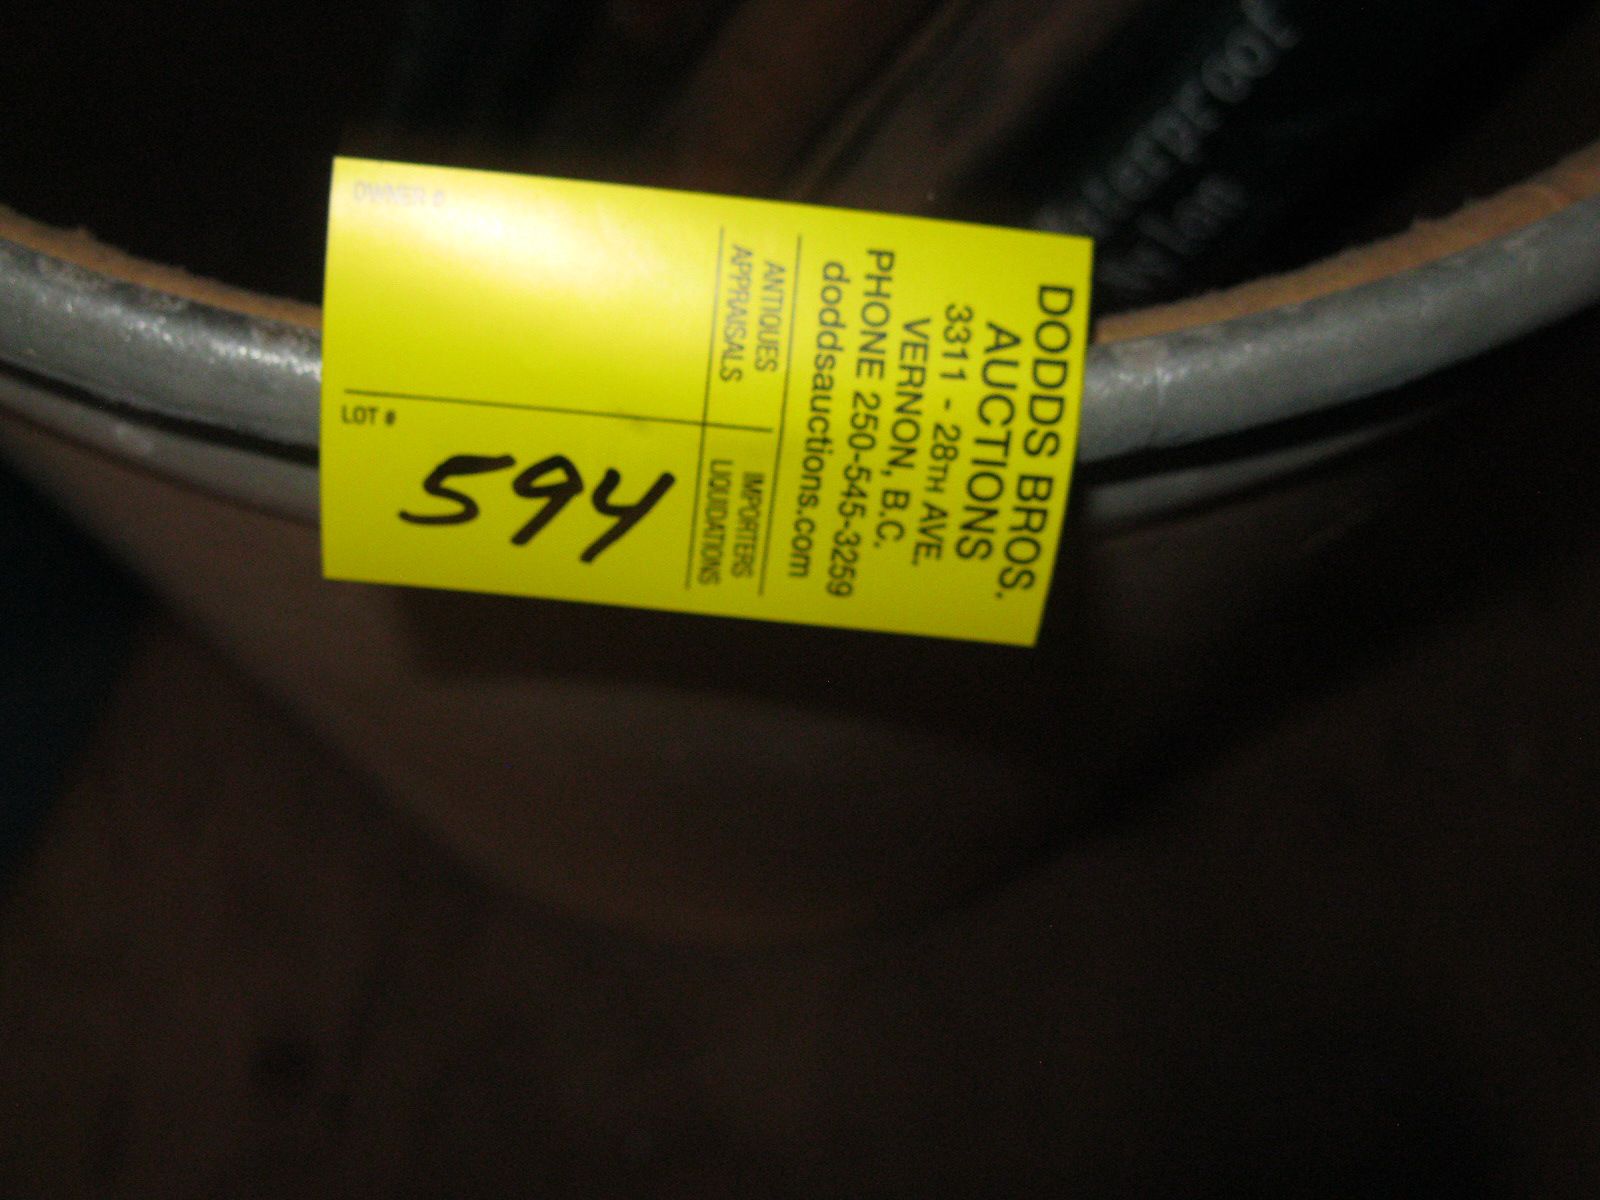 DODDS BROS.
AUCTIONS
3311 - 28TH AVE.
VERNON, B.C.
PHONE 250-545-3259
doddsauctions.com
ANTIQUES
APPRAISALS
IMPORTERS
LIQUIDATIONS
OWNER #
LOT #
594